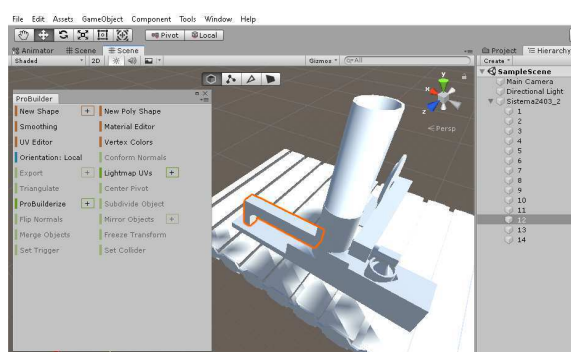 File Edit Assets GameObject Component Tools Window Help
Pivot Local
Animator Scene Scene
Shaded 2D Gizmos All
ProBuilder
New Shape + New Poly Shape
Smoothing Material Editor
UV Editor Vertex Colors
Orientation: Local Conform Normals
Export + Lightmap UVs +
Triangulate Center Pivot
ProBuilderize + Subdivide Object
Flip Normals Mirror Objects +
Merge Objects Freeze Transform
Set Trigger Set Collider
y
x
z
Persp
Project Hierarchy
Create
SampleScene
Main Camera
Directional Light
Sistema2403_2
1
2
3
4
5
6
7
8
9
10
11
12
13
14